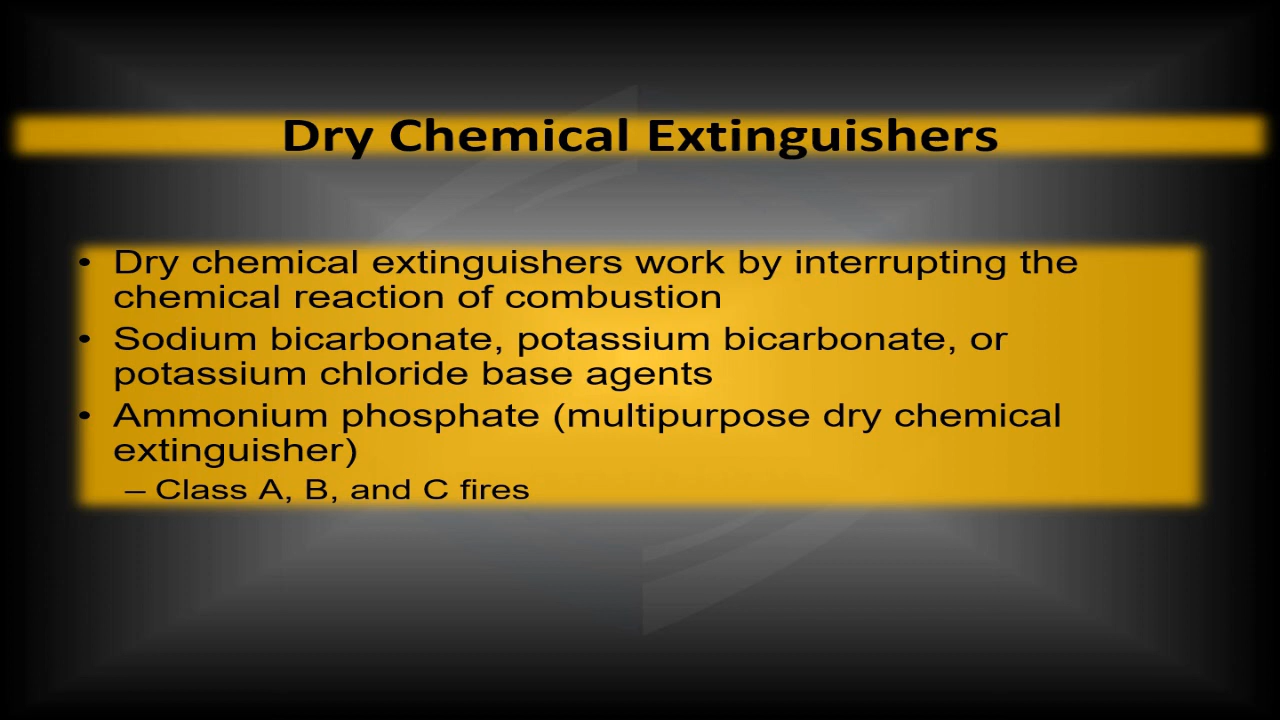 Dry Chemical Extinguishers
• Dry chemical extinguishers work by interrupting the
chemical reaction of combustion
• Sodium bicarbonate, potassium bicarbonate, or
potassium chloride base agents
• Ammonium phosphate (multipurpose dry chemical
extinguisher)
– Class A, B, and C fires